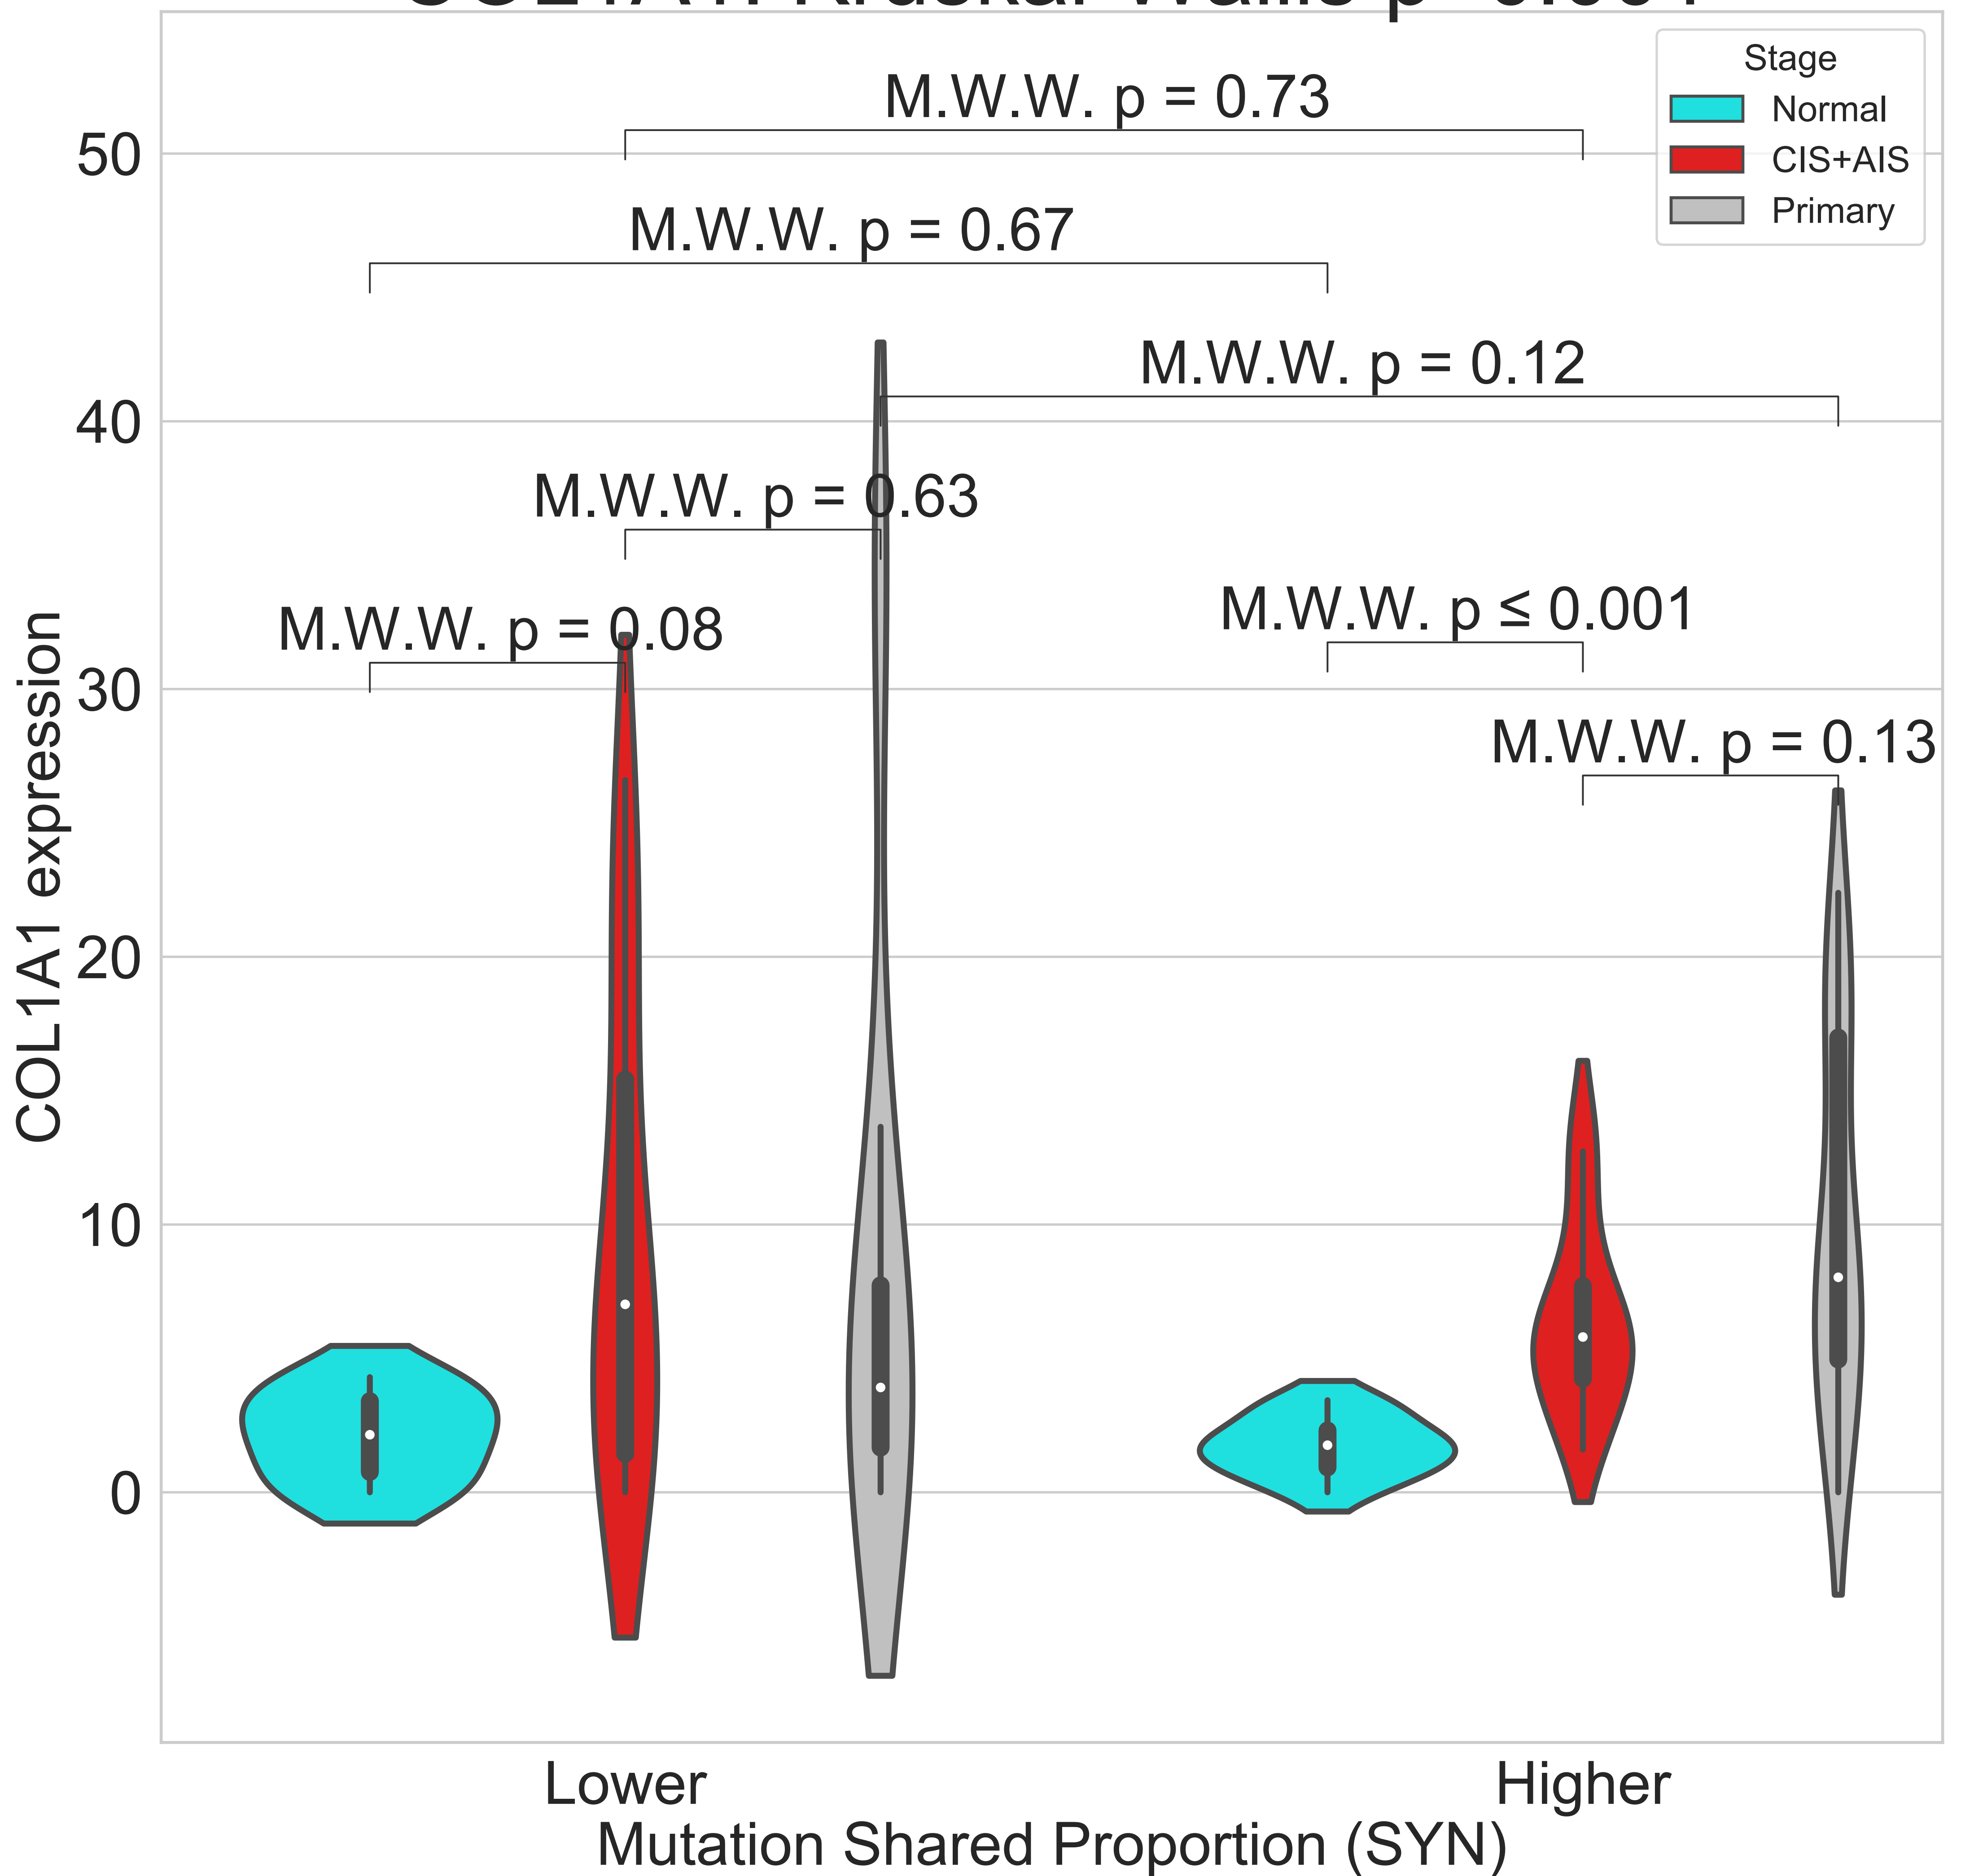 Stage
Normal
CIS+AIS
Primary
M.W.W. p = 0.73
M.W.W. p = 0.67
M.W.W. p = 0.12
M.W.W. p = 0.63
M.W.W. p = 0.08
M.W.W. p ≤ 0.001
M.W.W. p = 0.13
COL1A1 expression
50
40
30
20
10
0
Lower
Higher
Mutation Shared Proportion (SYN)